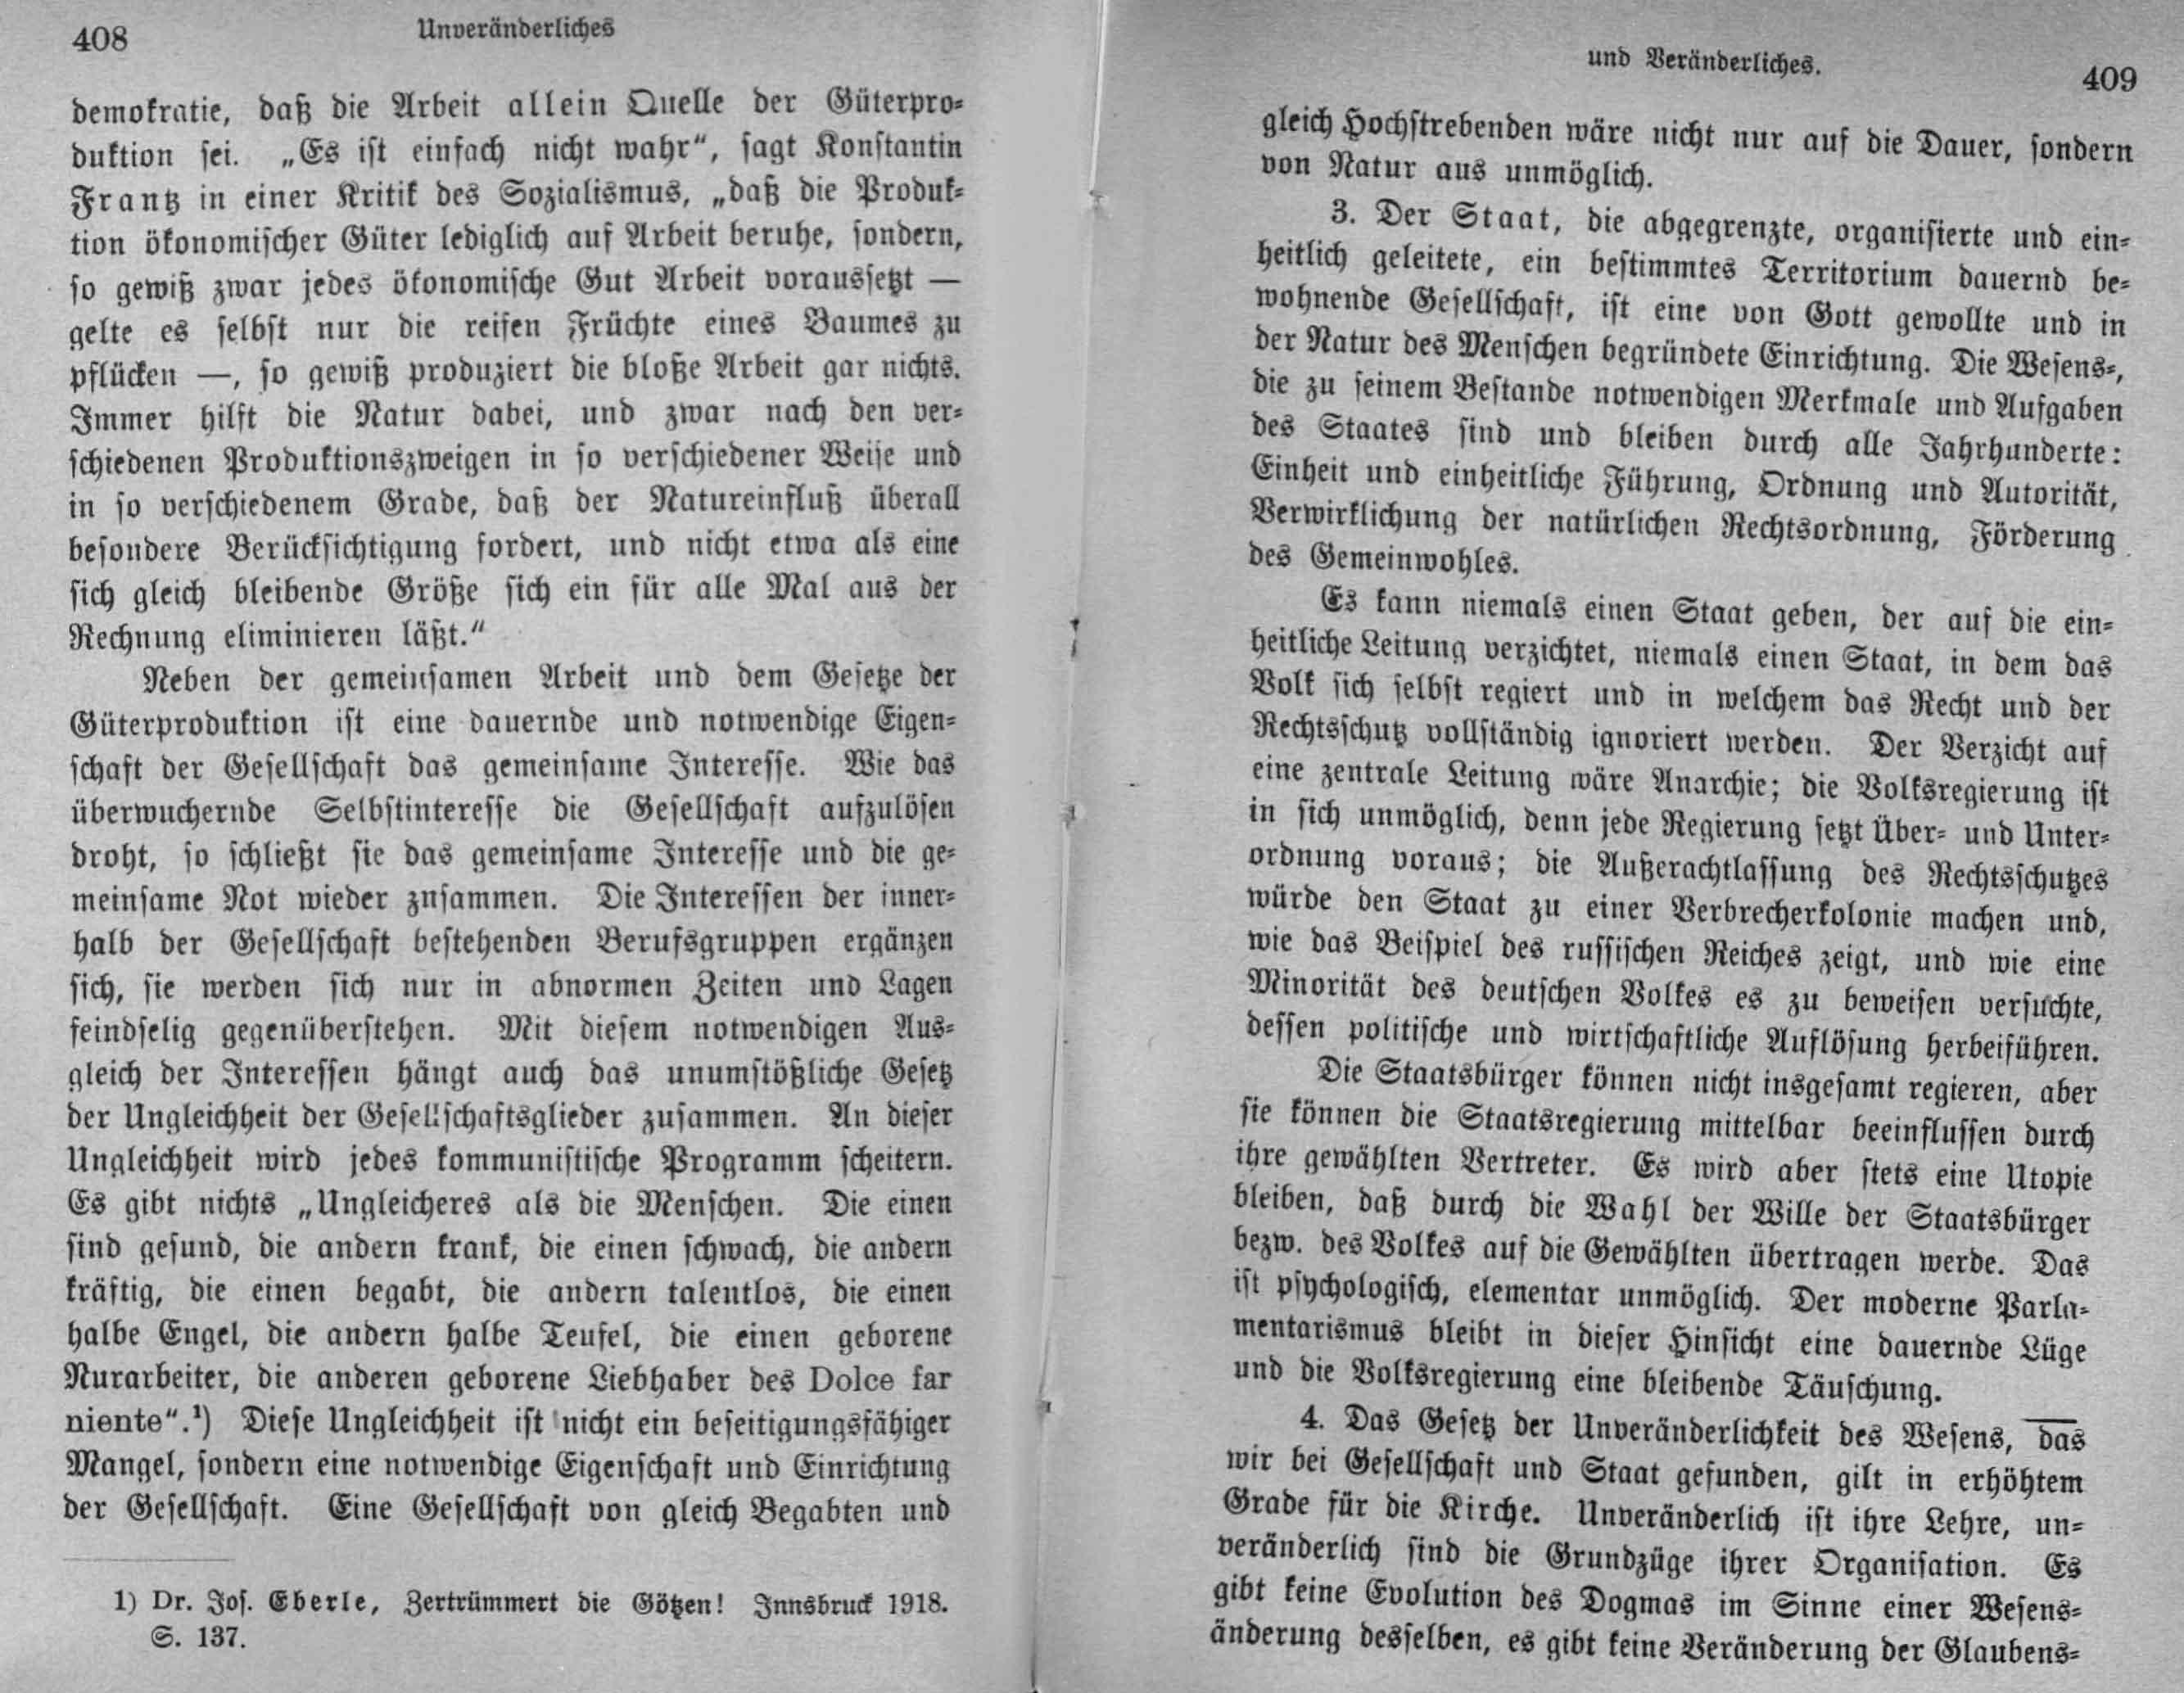 408
Unveränderliches
demokratie, daß die Arbeit allein Quelle der Güterpro-
duktion sei. „Es ist einfach nicht wahr“, sagt Konstantin
Frantz in einer Kritik des Sozialismus, „daß die Produk-
tion ökonomischer Güter lediglich auf Arbeit beruhe, sondern,
so gewiß zwar jedes ökonomische Gut Arbeit voraussetzt —
gelte es selbst nur die reifen Früchte eines Baumes zu
pflücken —, so gewiß produziert die bloße Arbeit gar nichts.
Immer hilft die Natur dabei, und zwar nach den ver-
schiedenen Produktionszweigen in so verschiedener Weise und
in so verschiedenem Grade, daß der Natureinfluß überall
besondere Berücksichtigung fordert, und nicht etwa als eine
sich gleich bleibende Größe sich ein für alle Mal aus der
Rechnung eliminieren läßt.“
Neben der gemeinsamen Arbeit und dem Gesetze der
Güterproduktion ist eine dauernde und notwendige Eigen-
schaft der Gesellschaft das gemeinsame Interesse. Wie das
überwuchernde Selbstinteresse die Gesellschaft aufzulösen
droht, so schließt sie das gemeinsame Interesse und die ge-
meinsame Not wieder zusammen. Die Interessen der inner-
halb der Gesellschaft bestehenden Berufsgruppen ergänzen
sich, sie werden sich nur in abnormen Zeiten und Lagen
feindselig gegenüberstehen. Mit diesem notwendigen Aus-
gleich der Interessen hängt auch das unumstößliche Gesetz
der Ungleichheit der Gesellschaftsglieder zusammen. An dieser
Ungleichheit wird jedes kommunistische Programm scheitern.
Es gibt nichts „Ungleicheres als die Menschen. Die einen
sind gesund, die andern krank, die einen schwach, die andern
kräftig, die einen begabt, die andern talentlos, die einen
halbe Engel, die andern halbe Teufel, die einen geborene
Nurarbeiter, die anderen geborene Liebhaber des Dolce far
niente“.¹) Diese Ungleichheit ist nicht ein beseitigungsfähiger
Mangel, sondern eine notwendige Eigenschaft und Einrichtung
der Gesellschaft. Eine Gesellschaft von gleich Begabten und
1) Dr. Jos. Eberle, Zertrümmert die Götzen! Innsbruck 1918.
S. 137.
und Veränderliches.
409
gleich Hochstrebenden wäre nicht nur auf die Dauer, sondern
von Natur aus unmöglich.
3. Der Staat, die abgegrenzte, organisierte und ein-
heitlich geleitete, ein bestimmtes Territorium dauernd be-
wohnende Gesellschaft, ist eine von Gott gewollte und in
der Natur des Menschen begründete Einrichtung. Die Wesens-,
die zu seinem Bestande notwendigen Merkmale und Aufgaben
des Staates sind und bleiben durch alle Jahrhunderte:
Einheit und einheitliche Führung, Ordnung und Autorität,
Verwirklichung der natürlichen Rechtsordnung, Förderung
des Gemeinwohles.
Es kann niemals einen Staat geben, der auf die ein-
heitliche Leitung verzichtet, niemals einen Staat, in dem das
Volk sich selbst regiert und in welchem das Recht und der
Rechtsschutz vollständig ignoriert werden. Der Verzicht auf
eine zentrale Leitung wäre Anarchie; die Volksregierung ist
in sich unmöglich, denn jede Regierung setzt Über- und Unter-
ordnung voraus; die Außerachtlassung des Rechtsschutzes
würde den Staat zu einer Verbrecherkolonie machen und,
wie das Beispiel des russischen Reiches zeigt, und wie eine
Minorität des deutschen Volkes es zu beweisen versuchte,
dessen politische und wirtschaftliche Auflösung herbeiführen.
Die Staatsbürger können nicht insgesamt regieren, aber
sie können die Staatsregierung mittelbar beeinflussen durch
ihre gewählten Vertreter. Es wird aber stets eine Utopie
bleiben, daß durch die Wahl der Wille der Staatsbürger
bezw. des Volkes auf die Gewählten übertragen werde. Das
ist psychologisch, elementar unmöglich. Der moderne Parla-
mentarismus bleibt in dieser Hinsicht eine dauernde Lüge
und die Volksregierung eine bleibende Täuschung.
4. Das Gesetz der Unveränderlichkeit des Wesens, das
wir bei Gesellschaft und Staat gefunden, gilt in erhöhtem
Grade für die Kirche. Unveränderlich ist ihre Lehre, un-
veränderlich sind die Grundzüge ihrer Organisation. Es
gibt keine Evolution des Dogmas im Sinne einer Wesens-
änderung desselben, es gibt keine Veränderung der Glaubens-